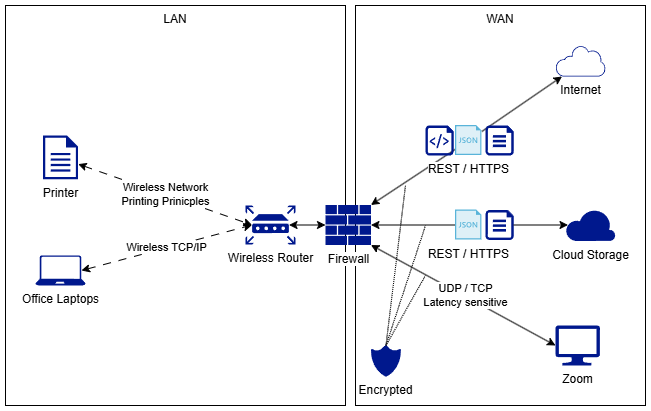 LAN
WAN
Internet
</>
JSON
REST / HTTPS
Printer
Wireless Network
Printing Prinicples
Wireless TCP/IP
Wireless Router
Firewall
JSON
REST / HTTPS
Cloud Storage
Office Laptops
UDP / TCP
Latency sensitive
Zoom
Encrypted